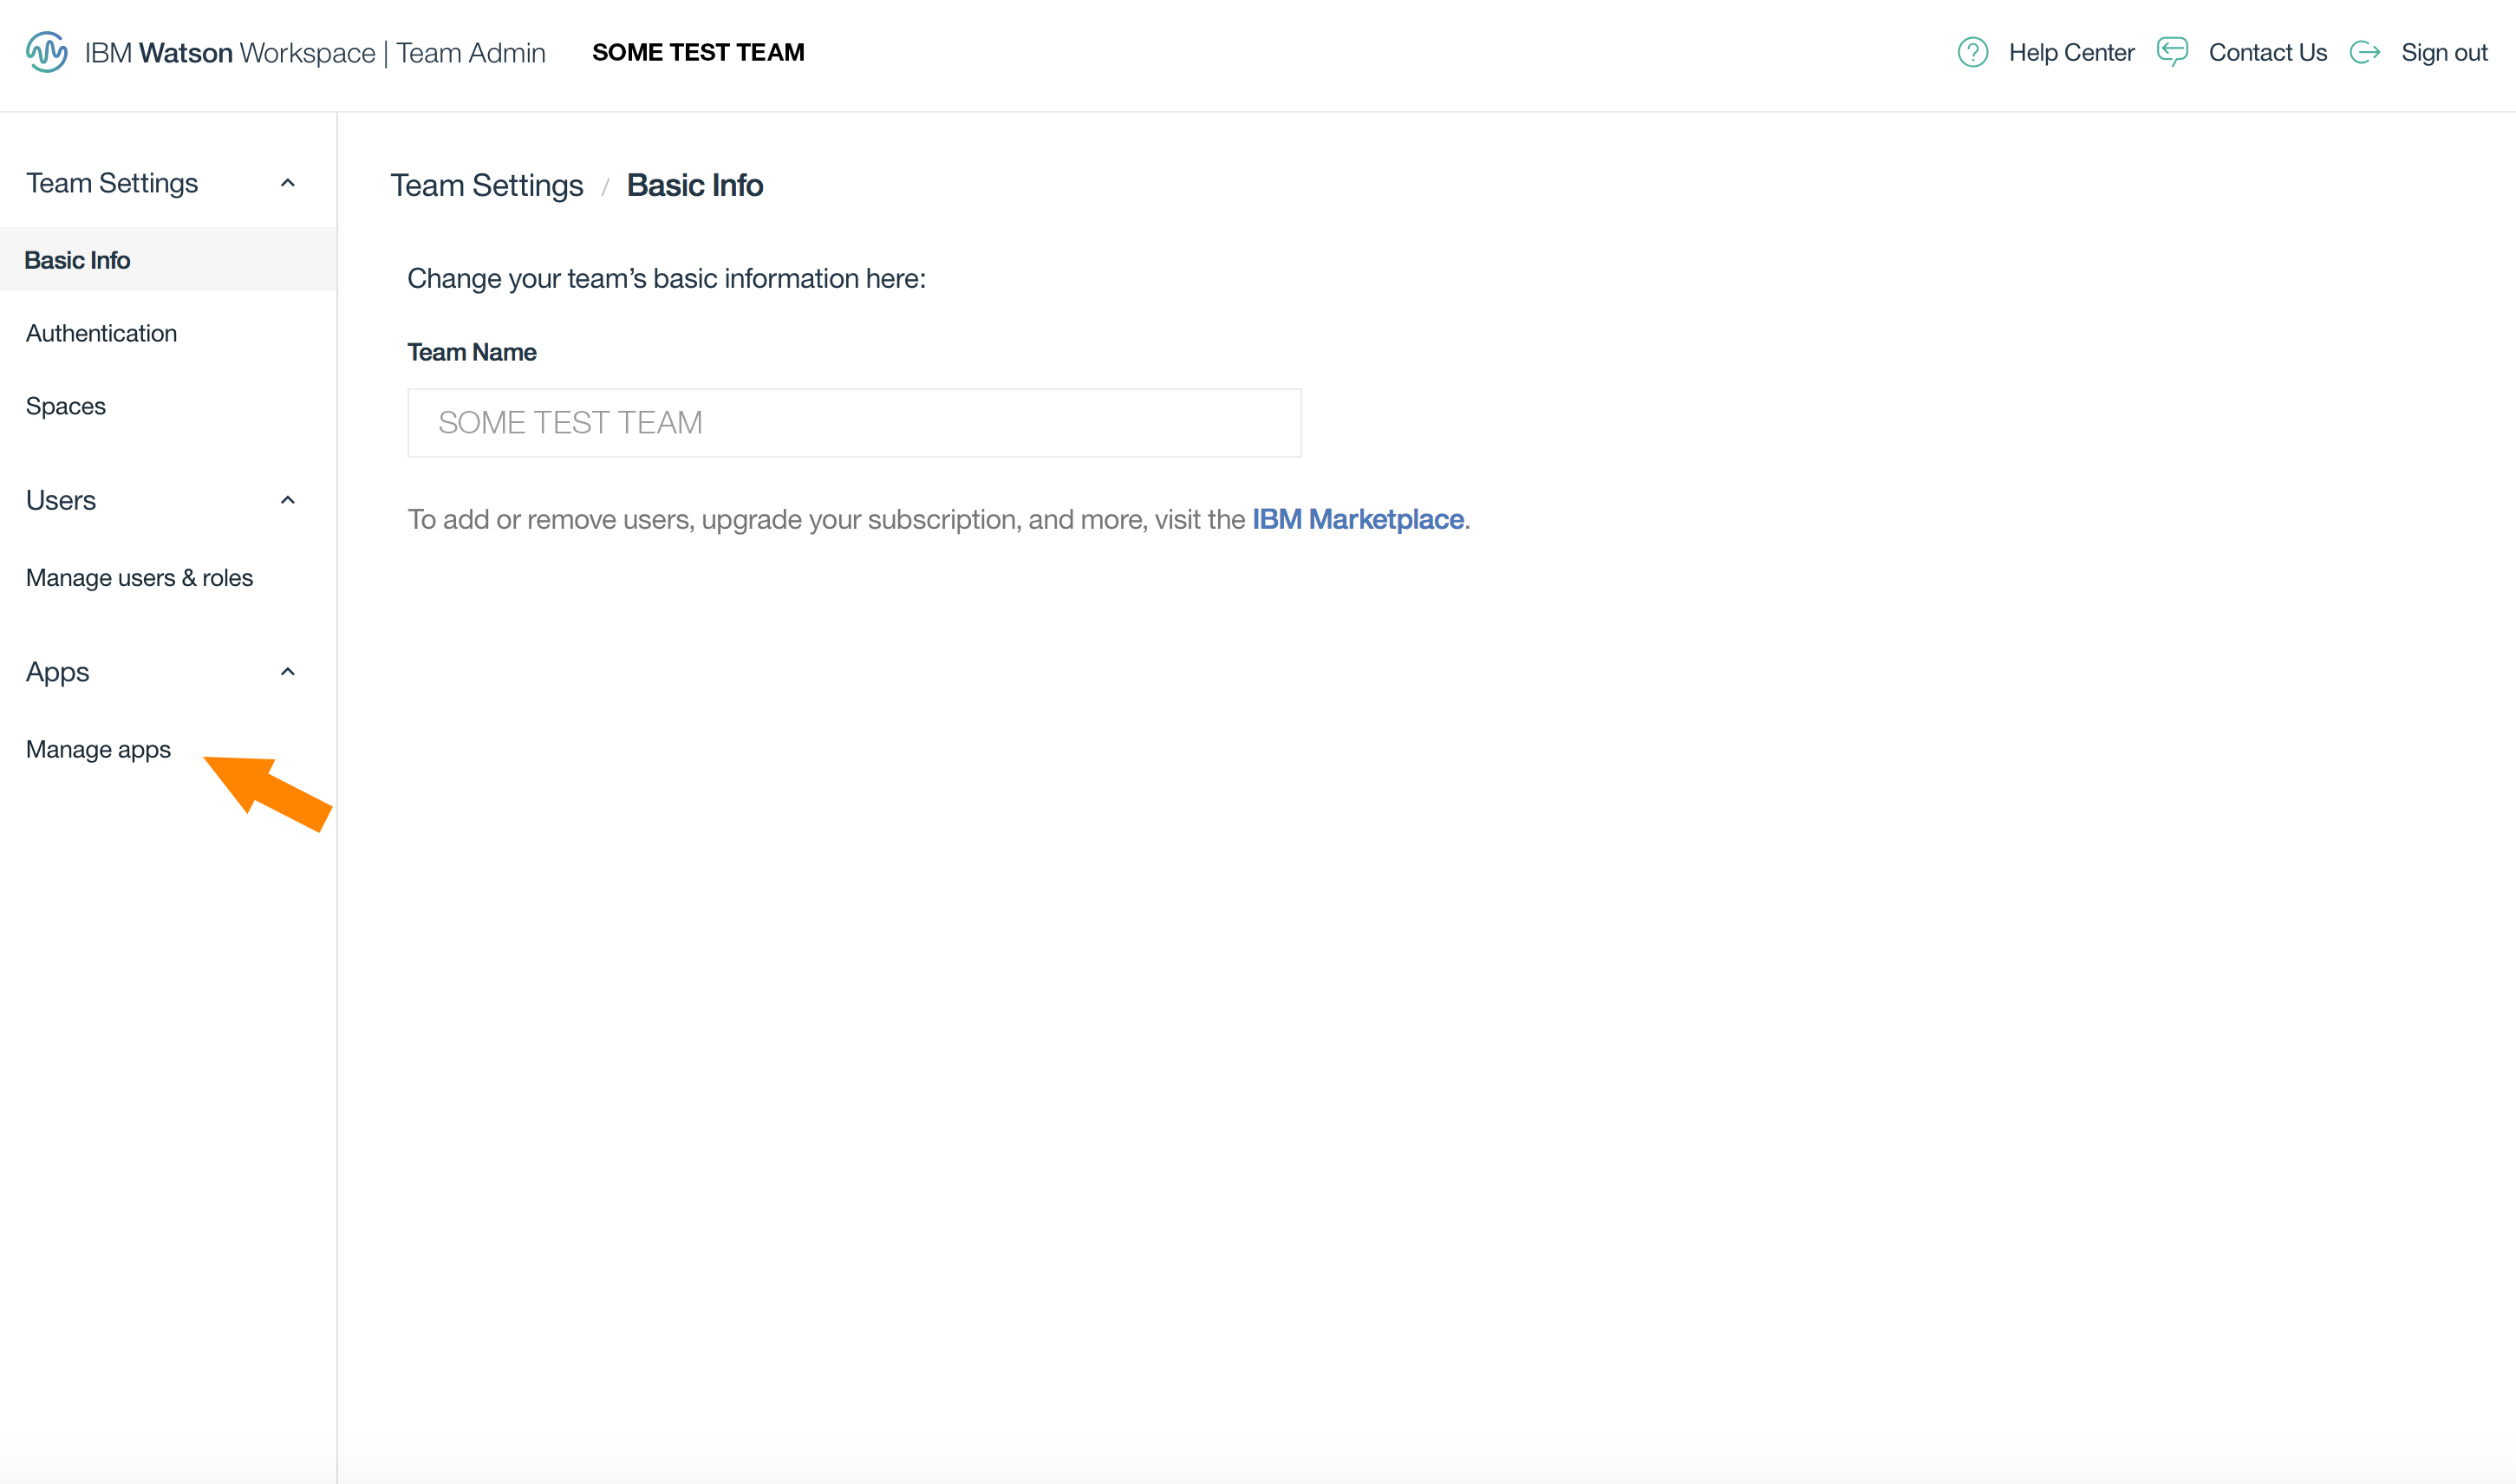 IBM Watson Workspace | Team Admin
SOME TEST TEAM
Help Center
Contact Us
Sign out
Team Settings
Basic Info
Authentication
Spaces
Users
Manage users & roles
Apps
Manage apps
Team Settings / Basic Info
Change your team’s basic information here:
Team Name
SOME TEST TEAM
To add or remove users, upgrade your subscription, and more, visit the IBM Marketplace.